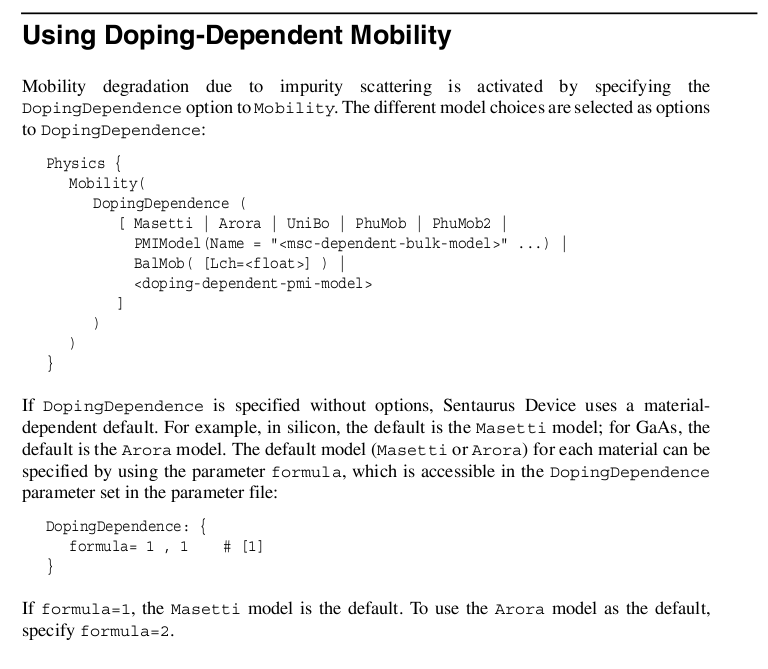 Using Doping-Dependent Mobility
Mobility degradation due to impurity scattering is activated by specifying the
DopingDependence option to Mobility. The different model choices are selected as options
to DopingDependence:
Physics {
Mobility(
DopingDependence (
[ Masetti | Arora | UniBo | PhuMob | PhuMob2 |
PMIModel(Name = "<msc-dependent-bulk-model>" ...) |
BalMob( [Lch=<float>] ) |
<doping-dependent-pmi-model>
]
)
)
}
If DopingDependence is specified without options, Sentaurus Device uses a material-
dependent default. For example, in silicon, the default is the Masetti model; for GaAs, the
default is the Arora model. The default model (Masetti or Arora) for each material can be
specified by using the parameter formula, which is accessible in the DopingDependence
parameter set in the parameter file:
DopingDependence: {
formula= 1 , 1 # [1]
}
If formula=1, the Masetti model is the default. To use the Arora model as the default,
specify formula=2.